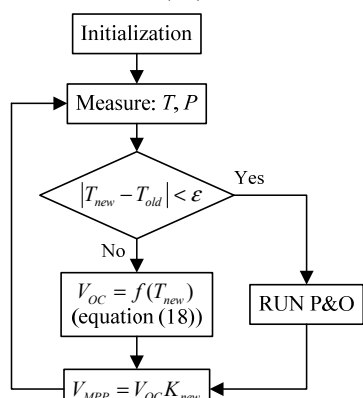 Initialization
Measure: T, P
|T_new − T_old| < ε
Yes
No
V_OC = f(T_new)
(equation (18))
RUN P&O
V_MPP = V_OC K_new